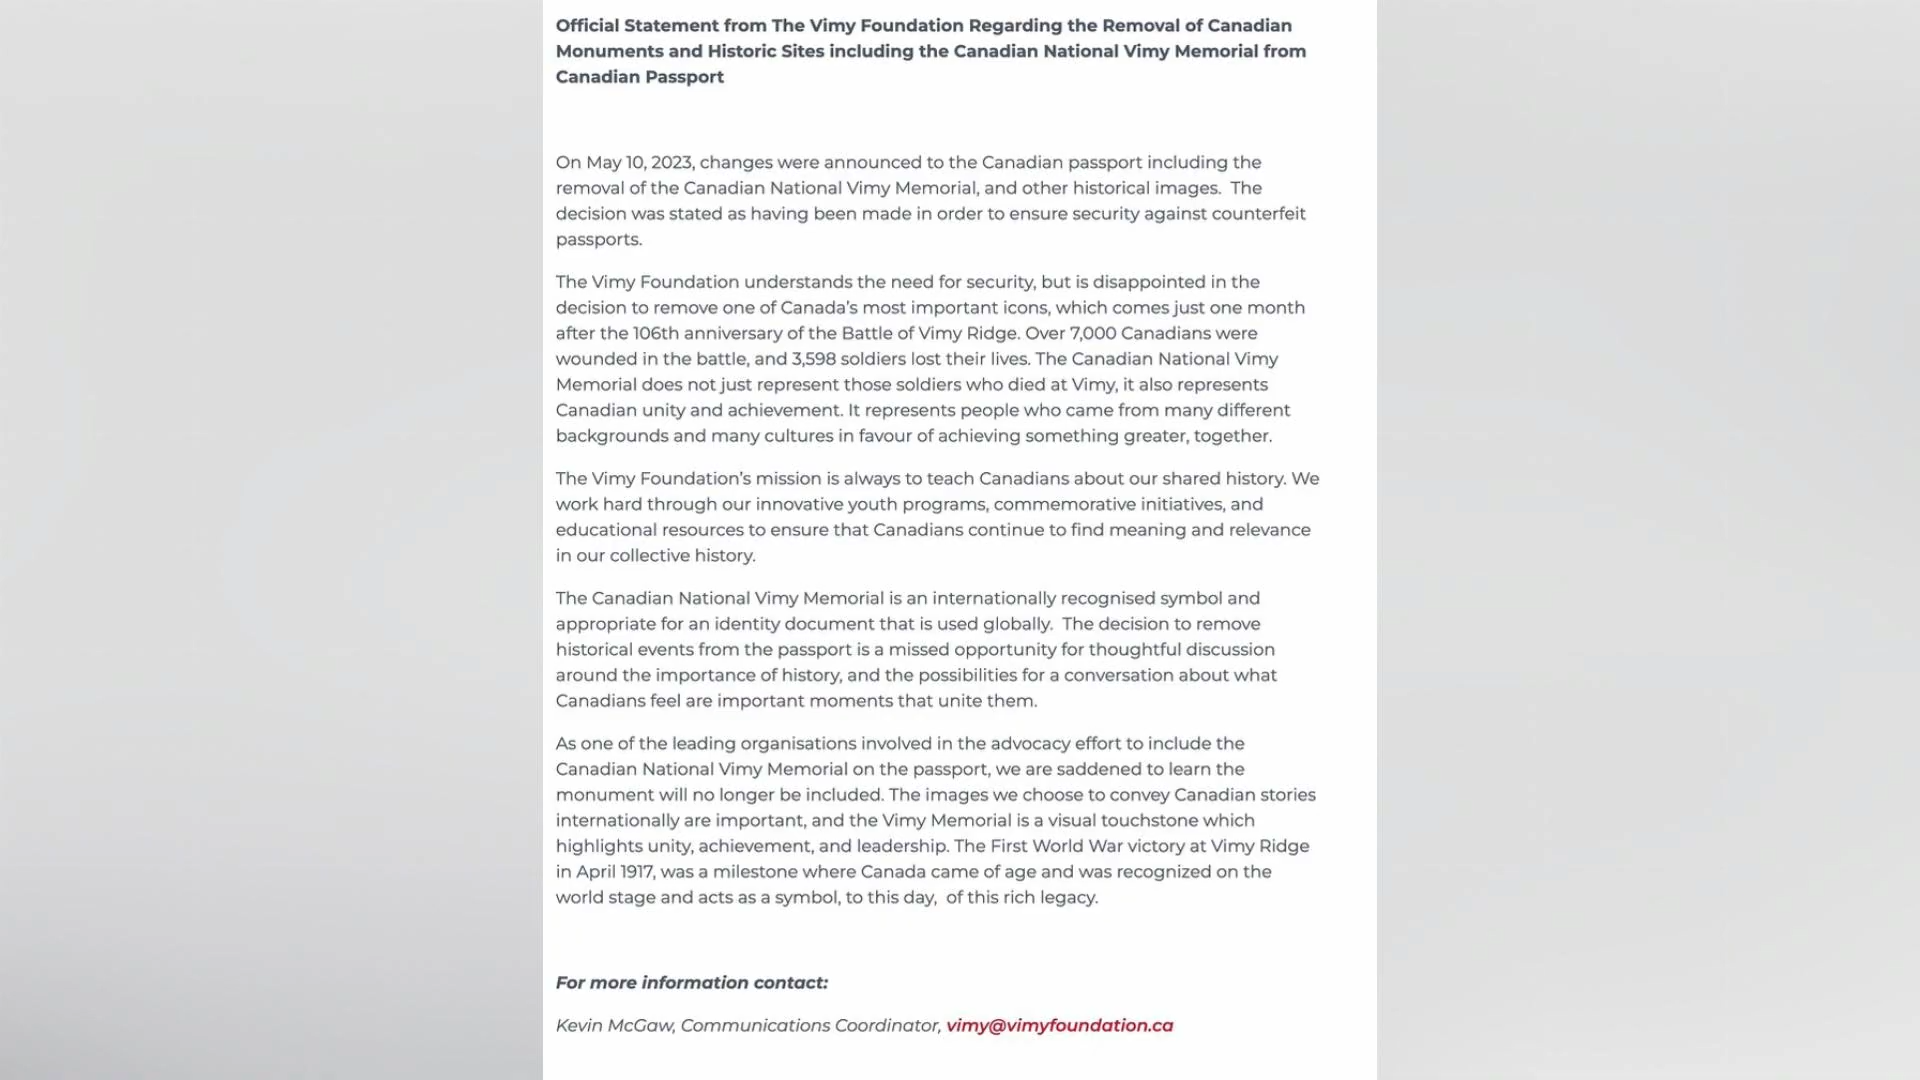 Official Statement from The Vimy Foundation Regarding the Removal of Canadian
Monuments and Historic Sites including the Canadian National Vimy Memorial from
Canadian Passport
On May 10, 2023, changes were announced to the Canadian passport including the
removal of the Canadian National Vimy Memorial, and other historical images.  The
decision was stated as having been made in order to ensure security against counterfeit
passports.
The Vimy Foundation understands the need for security, but is disappointed in the
decision to remove one of Canada’s most important icons, which comes just one month
after the 106th anniversary of the Battle of Vimy Ridge. Over 7,000 Canadians were
wounded in the battle, and 3,598 soldiers lost their lives. The Canadian National Vimy
Memorial does not just represent those soldiers who died at Vimy, it also represents
Canadian unity and achievement. It represents people who came from many different
backgrounds and many cultures in favour of achieving something greater, together.
The Vimy Foundation’s mission is always to teach Canadians about our shared history. We
work hard through our innovative youth programs, commemorative initiatives, and
educational resources to ensure that Canadians continue to find meaning and relevance
in our collective history.
The Canadian National Vimy Memorial is an internationally recognised symbol and
appropriate for an identity document that is used globally.  The decision to remove
historical events from the passport is a missed opportunity for thoughtful discussion
around the importance of history, and the possibilities for a conversation about what
Canadians feel are important moments that unite them.
As one of the leading organisations involved in the advocacy effort to include the
Canadian National Vimy Memorial on the passport, we are saddened to learn the
monument will no longer be included. The images we choose to convey Canadian stories
internationally are important, and the Vimy Memorial is a visual touchstone which
highlights unity, achievement, and leadership. The First World War victory at Vimy Ridge
in April 1917, was a milestone where Canada came of age and was recognized on the
world stage and acts as a symbol, to this day,  of this rich legacy.
For more information contact:
Kevin McGaw, Communications Coordinator, vimy@vimyfoundation.ca